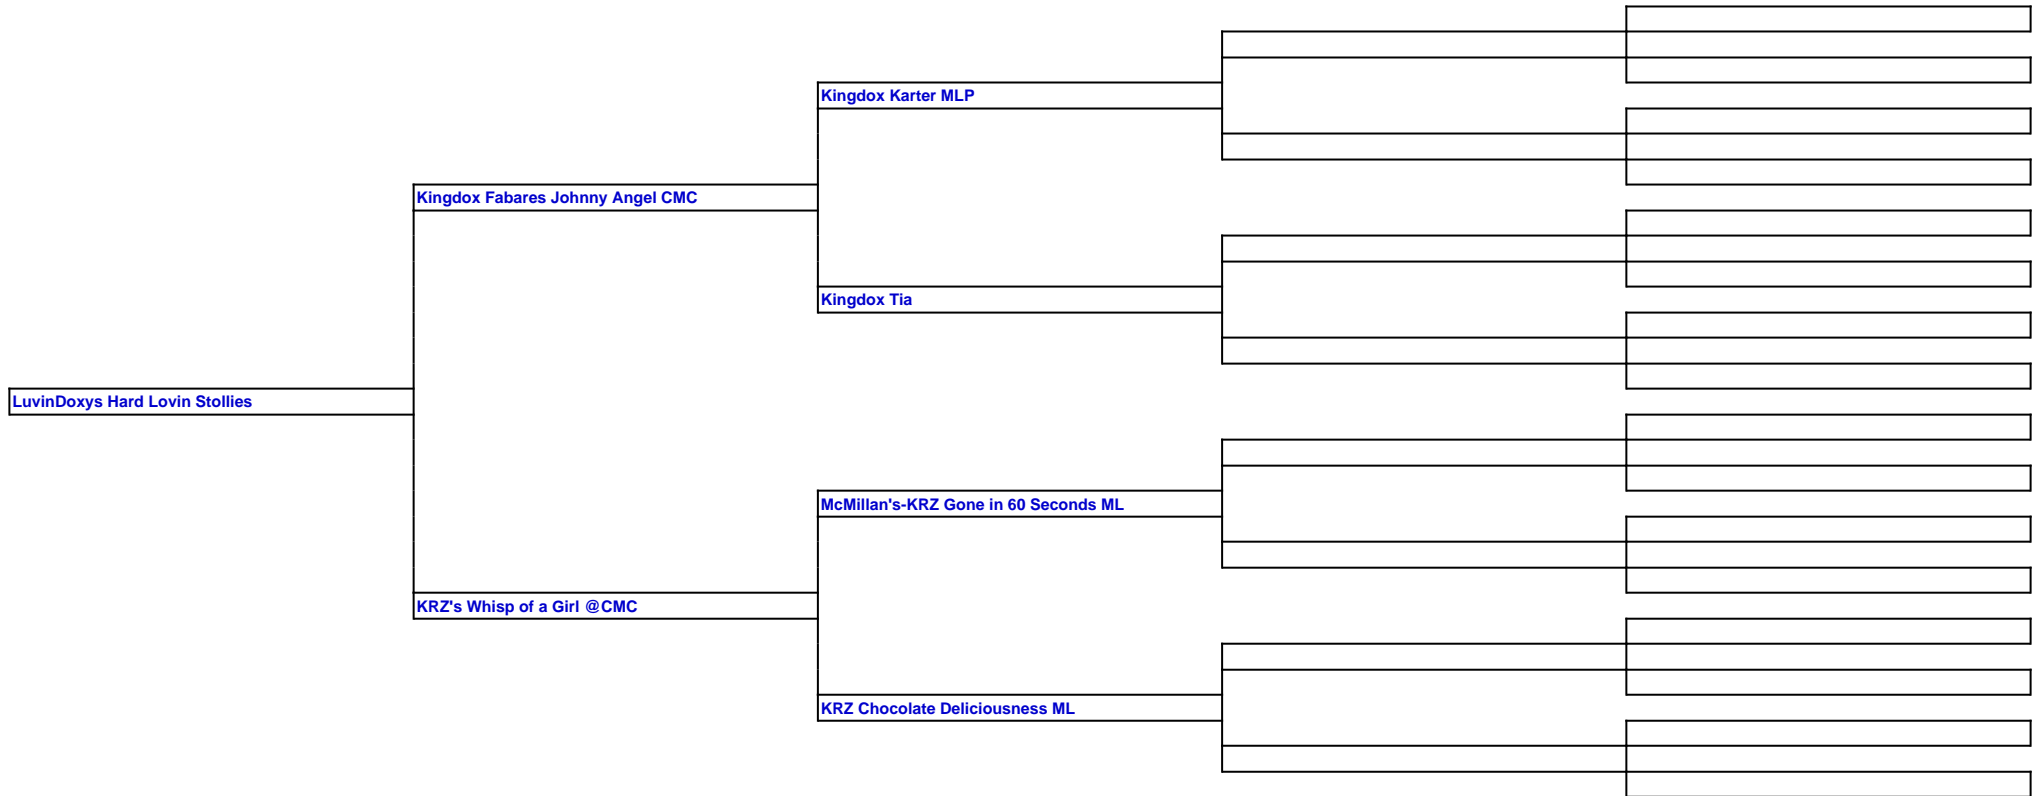 Kingdox Karter MLP
Kingdox Fabares Johnny Angel CMC
Kingdox Tia
LuvinDoxys Hard Lovin Stollies
McMillan's-KRZ Gone in 60 Seconds ML
KRZ's Whisp of a Girl @CMC
KRZ Chocolate Deliciousness ML